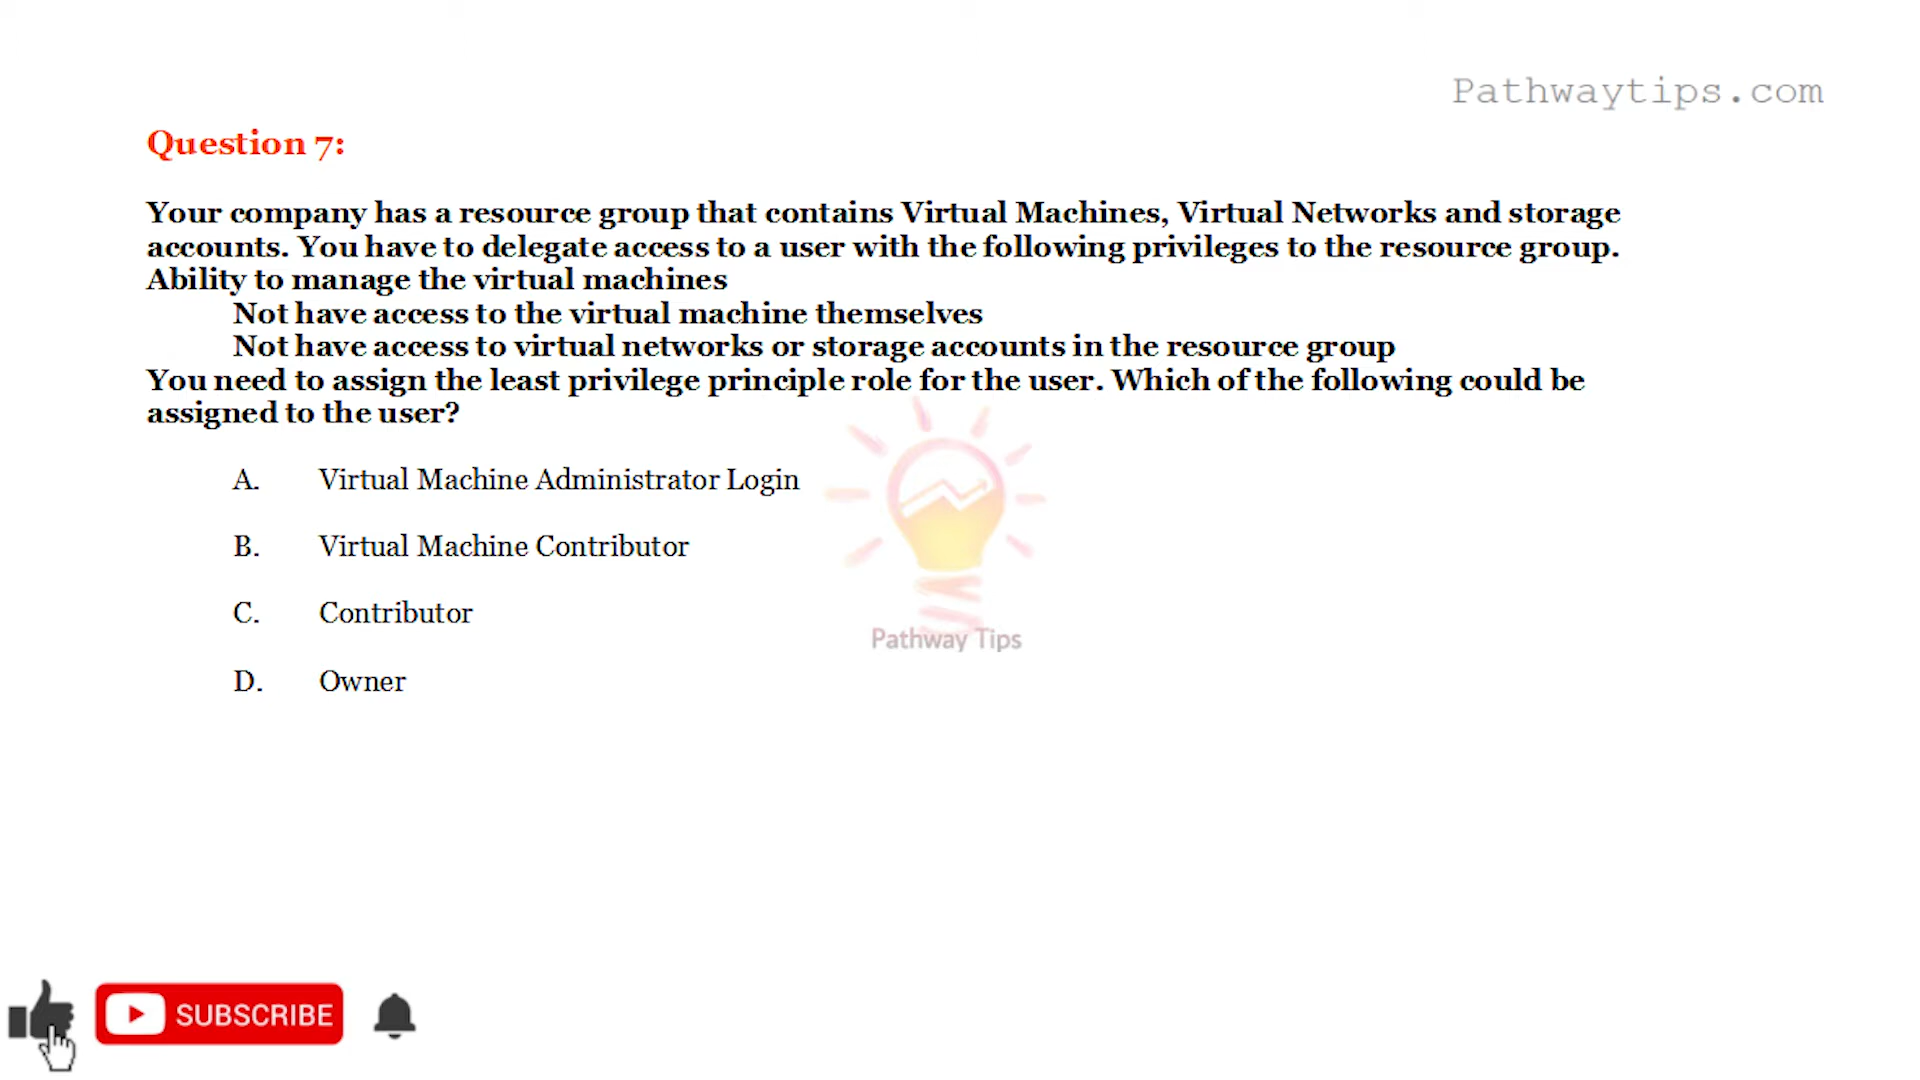 Pathwaytips.com
Question 7:
Your company has a resource group that contains Virtual Machines, Virtual Networks and storage
accounts. You have to delegate access to a user with the following privileges to the resource group.
Ability to manage the virtual machines
Not have access to the virtual machine themselves
Not have access to virtual networks or storage accounts in the resource group
You need to assign the least privilege principle role for the user. Which of the following could be
assigned to the user?
A. Virtual Machine Administrator Login
B. Virtual Machine Contributor
C. Contributor
Pathway Tips
D. Owner
SUBSCRIBE